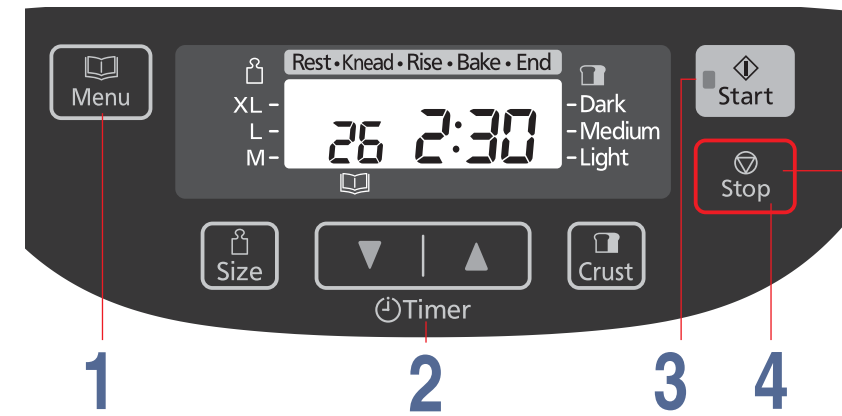 Menu
Rest • Knead • Rise • Bake • End
XL
L
M
26 2:30
Dark
Medium
Light
Start
Stop
Size
Timer
Crust
1
2
3
4